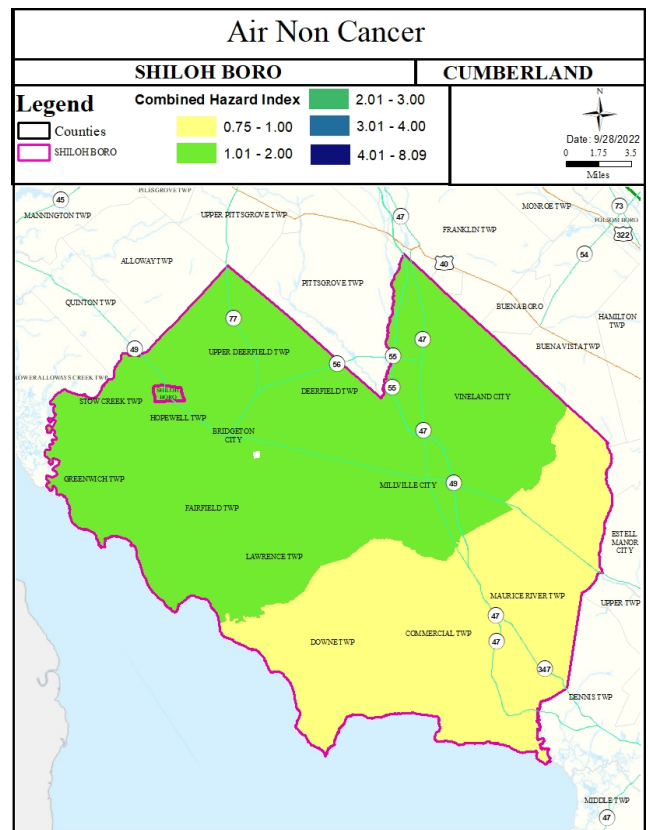 Air Non Cancer
SHILOH BORO
CUMBERLAND
Legend
Counties
SHILOH BORO
Combined Hazard Index
0.75 - 1.00
1.01 - 2.00
2.01 - 3.00
3.01 - 4.00
4.01 - 8.09
N
Date: 9/28/2022
0 1.75 3.5
Miles
PILESGROVE TWP
45
MANNINGTON TWP
UPPER PITTSGROVE TWP
47
MONROE TWP
73
FOLSOM BORO
322
FRANKLIN TWP
54
ALLOWAY TWP
40
PITTSGROVE TWP
QUINTON TWP
BUENA BORO
HAMILTON
TWP
77
49
47
BUENA VISTA TWP
UPPER DEERFIELD TWP
56
55
LOWER ALLOWAYS CREEK TWP
DEERFIELD TWP
55
SHILOH
BORO
STOW CREEK TWP
VINELAND CITY
HOPEWELL TWP
BRIDGETON
CITY
47
GREENWICH TWP
MILLVILLE CITY
49
FAIRFIELD TWP
ESTELL
MANOR
CITY
LAWRENCE TWP
MAURICE RIVER TWP
UPPER TWP
47
DOWNE TWP
COMMERCIAL TWP
47
347
DENNIS TWP
MIDDLE TWP
47